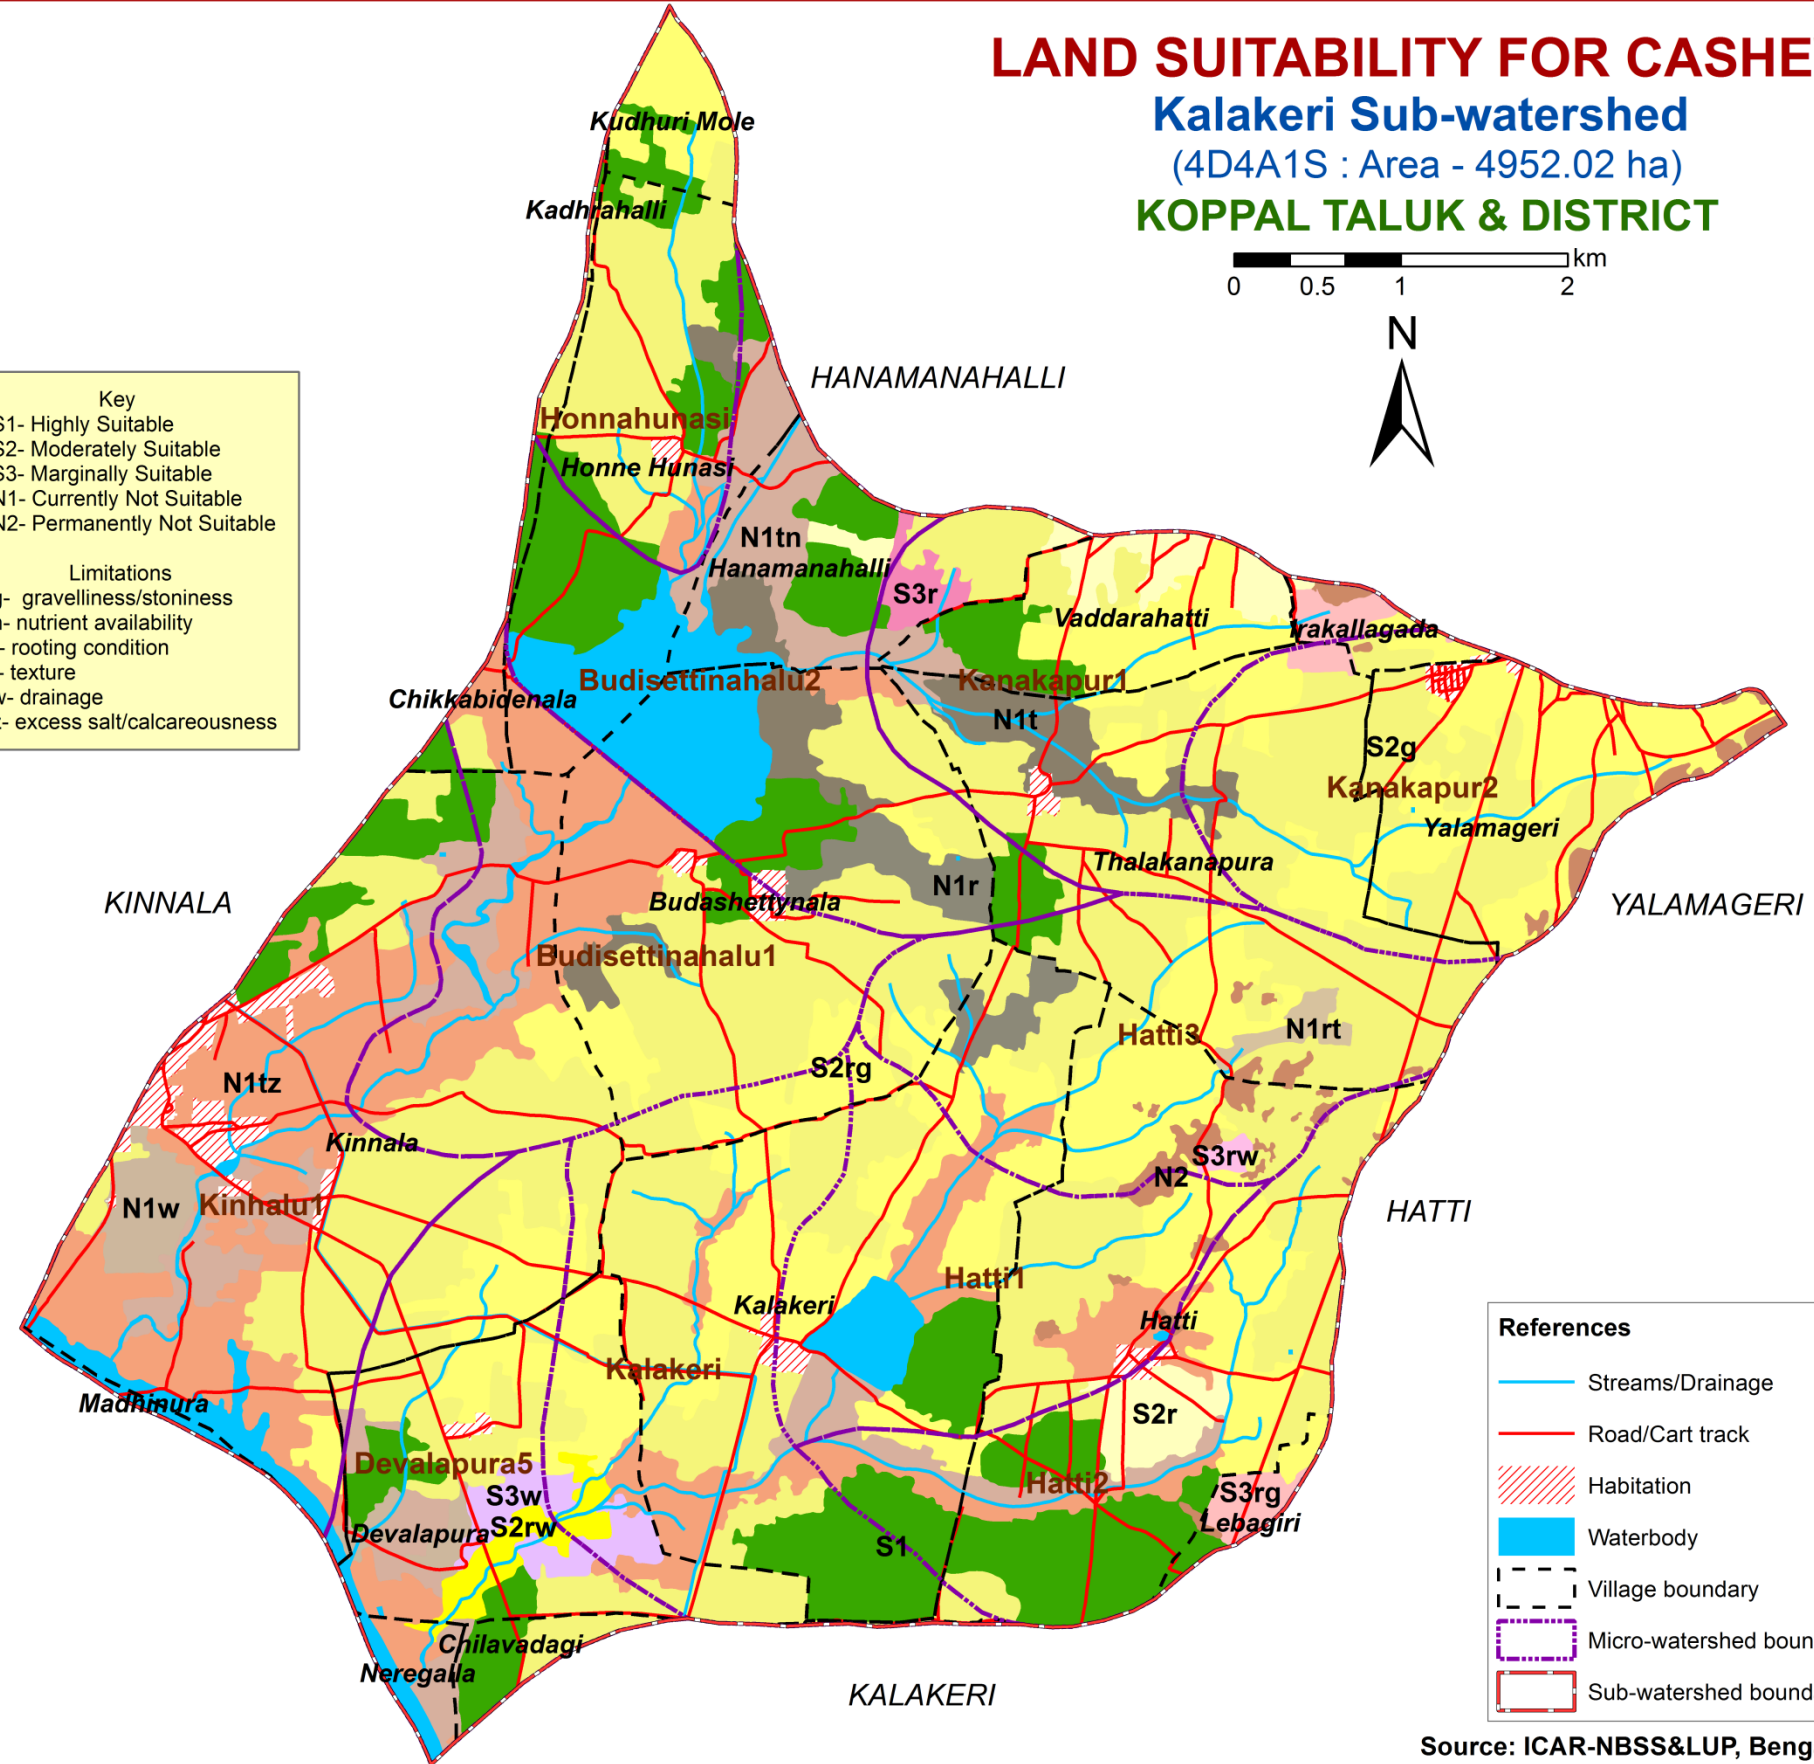 LAND SUITABILITY FOR CASHE
Kalakeri Sub-watershed
(4D4A1S : Area - 4952.02 ha)
KOPPAL TALUK & DISTRICT
km
0 0.5 1 2
N
Kudhuri Mole
Kadhrahalli
HANAMANAHALLI
Key
S1- Highly Suitable
S2- Moderately Suitable
S3- Marginally Suitable
N1- Currently Not Suitable
N2- Permanently Not Suitable
Limitations
g- gravelliness/stoniness
n- nutrient availability
- rooting condition
- texture
w- drainage
z- excess salt/calcareousness
Honnahunasi
Honne Hunasi
N1tn
Hanamanahalli
S3r
Vaddarahatti
Irakallagada
Budisettinahalu2
Kanakapur1
Chikkabidenala
N1t
S2g
Kanakapur2
Yalamageri
Thalakanapura
N1r
KINNALA
Budashettynala
YALAMAGERI
Budisettinahalu1
Hatti3
N1rt
S2rg
N1tz
Kinnala
S3rw
N2
N1w
Kinhalu1
HATTI
Hatti1
Kalakeri
Hatti
Kalakeri
Madhinura
S2r
Devalapura5
Hatti2
S3w
S3rg
S2rw
Lebagiri
Devalapura
S1
Chilavadagi
Neregalla
KALAKERI
References
Streams/Drainage
Road/Cart track
Habitation
Waterbody
Village boundary
Micro-watershed boun
Sub-watershed bound
Source: ICAR-NBSS&LUP, Beng